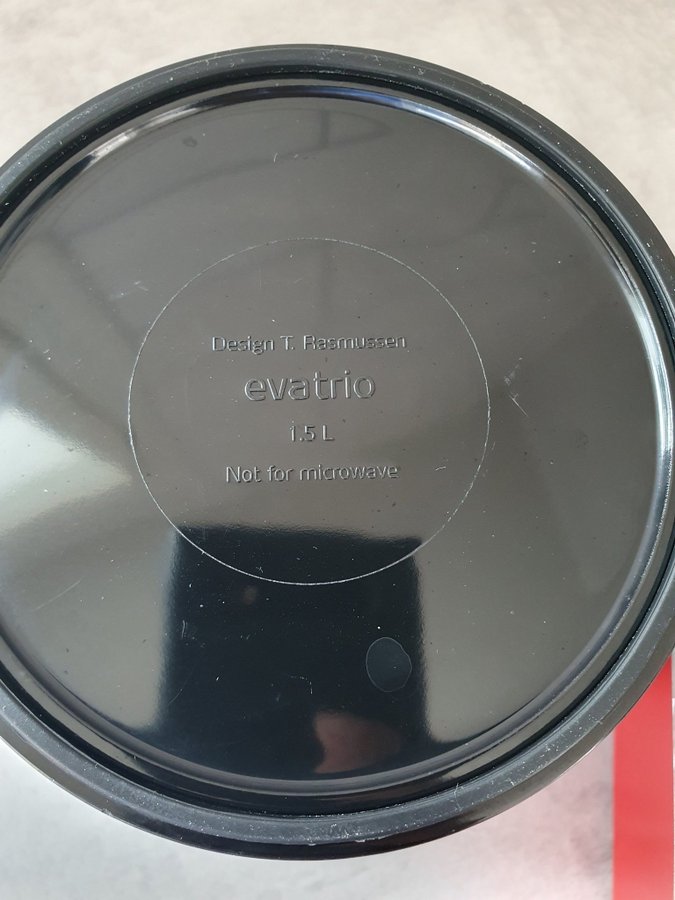 Design T. Rasmussen
evatrio
1.5 L
Not for microwave